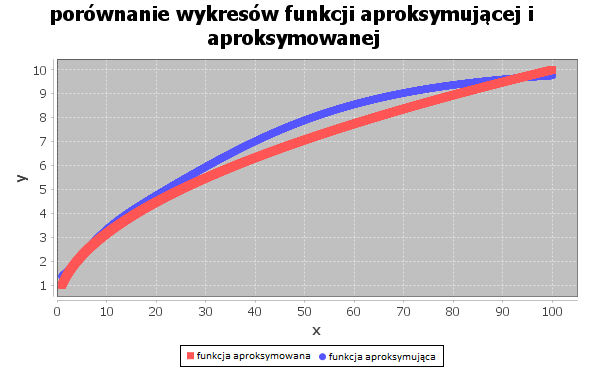 porównanie wykresów funkcji aproksymującej i
aproksymowanej
10
9
8
7
6
5
4
3
2
1
y
0 10 20 30 40 50 60 70 80 90 100
x
funkcja aproksymowana funkcja aproksymująca